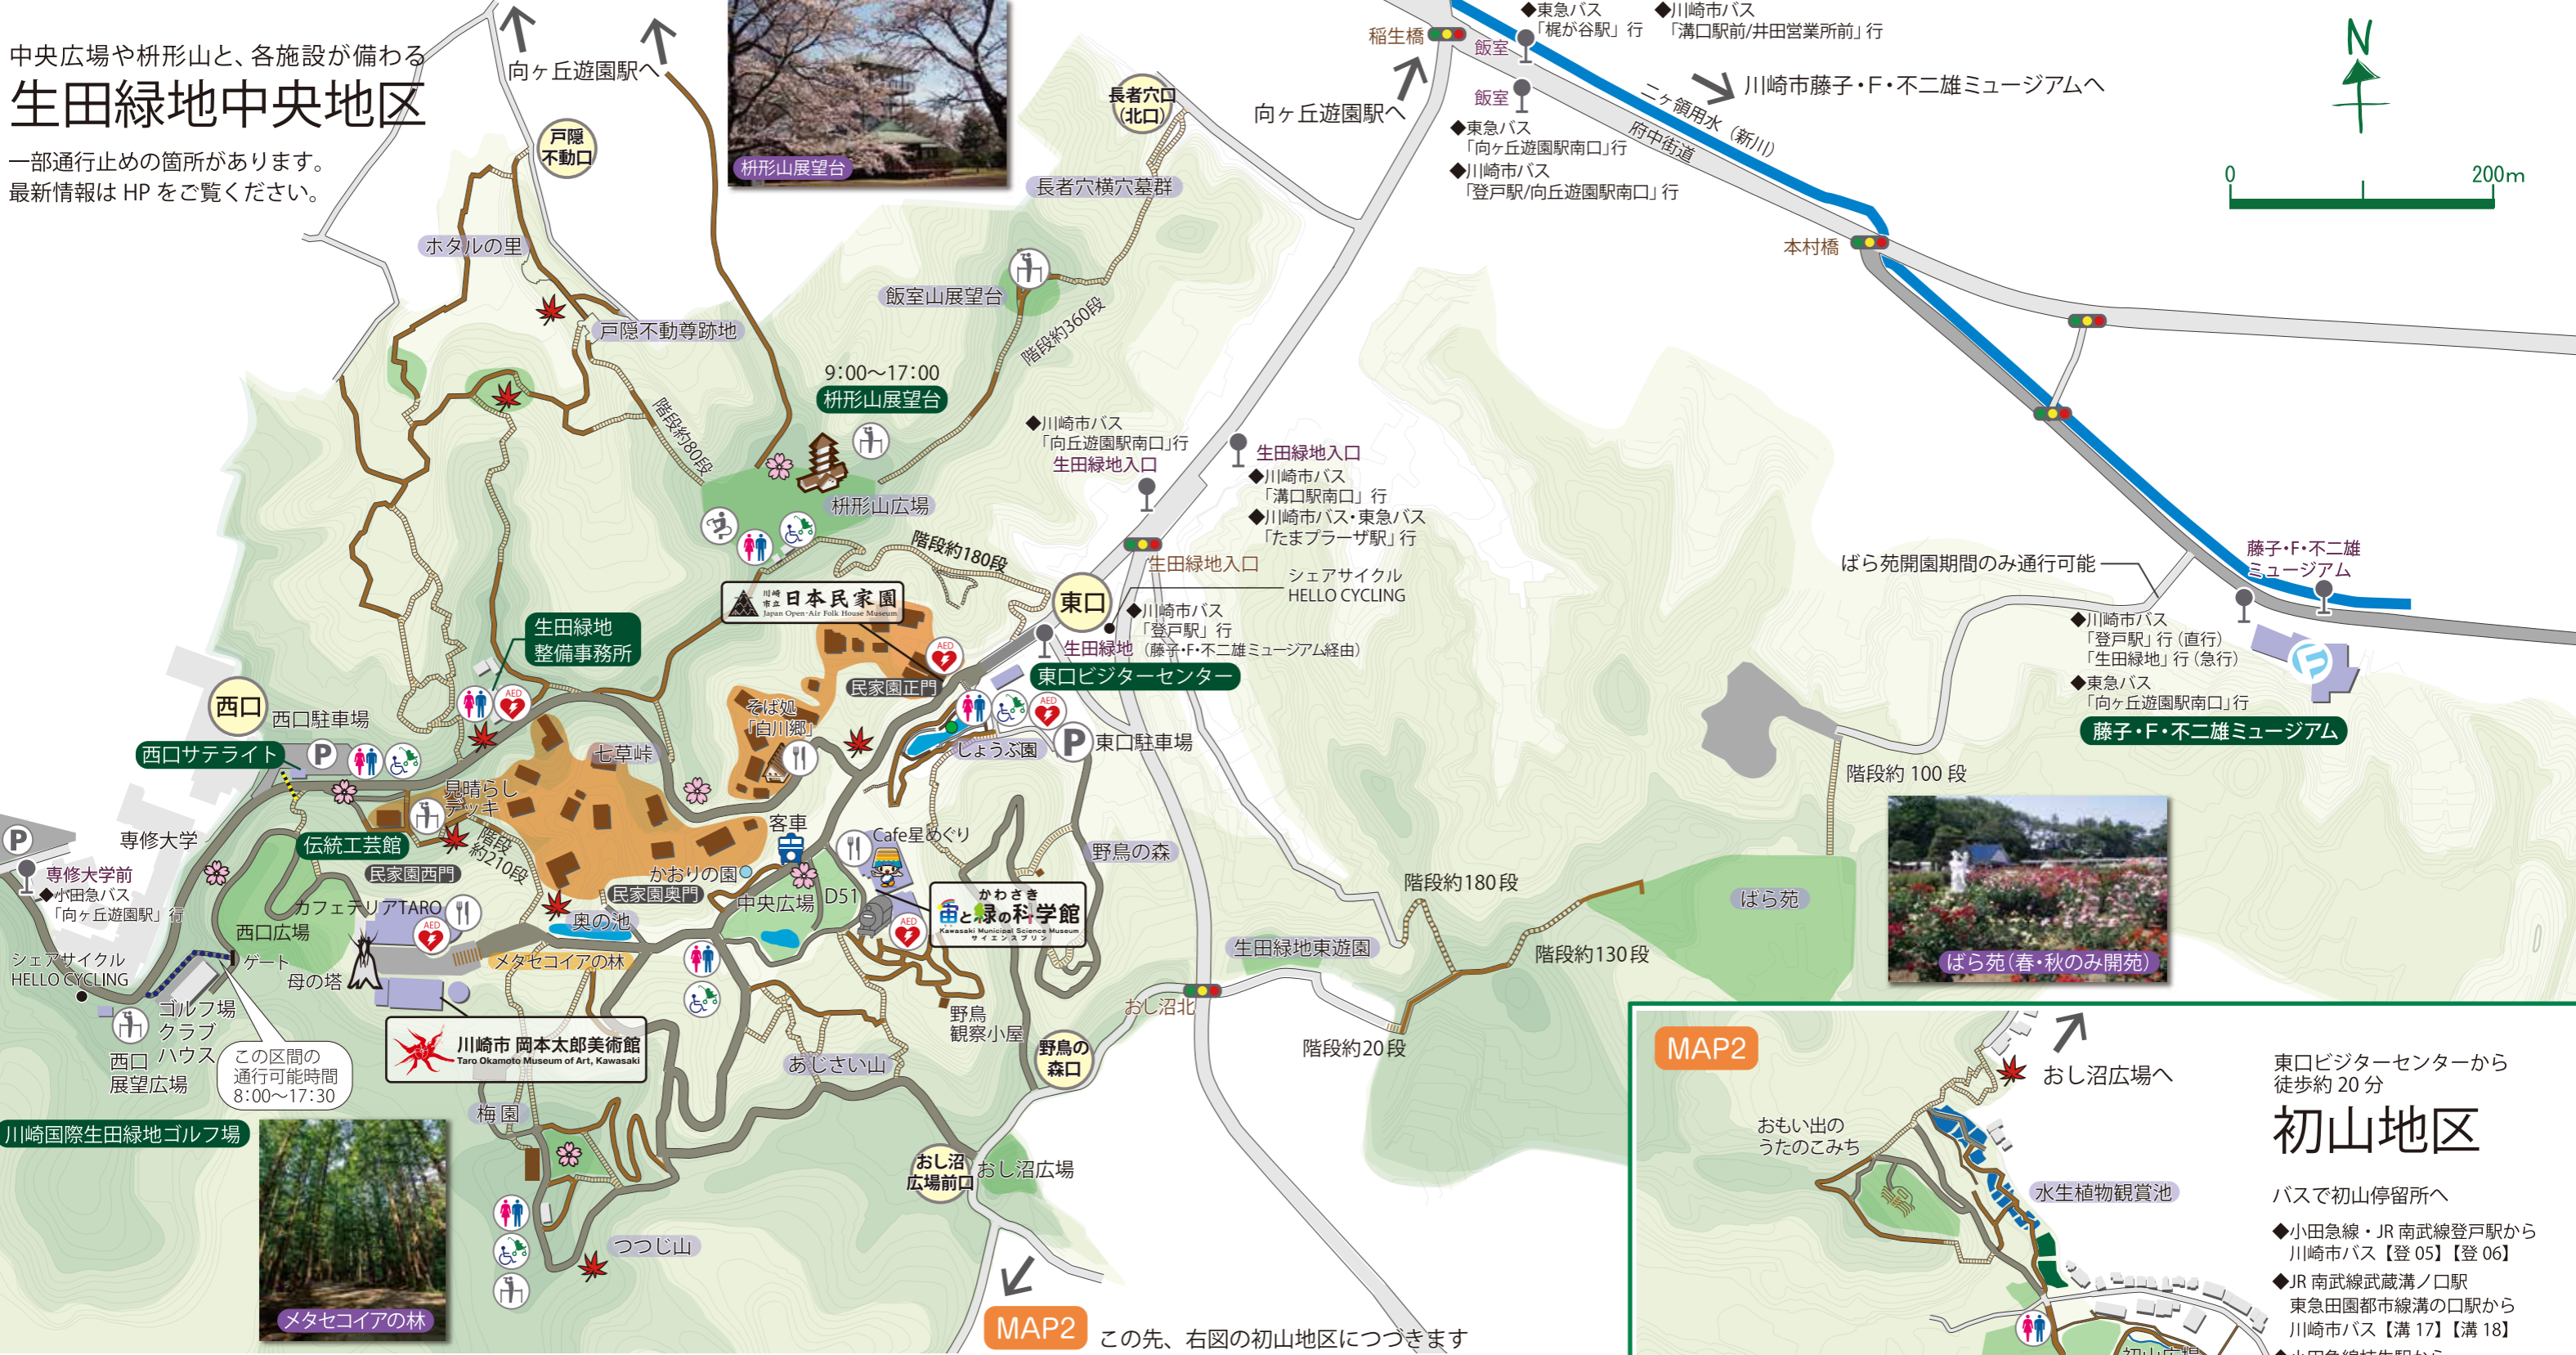 中央広場や枡形山と、各施設が備わる
生田緑地中央地区
一部通行止めの箇所があります。
最新情報は HP をご覧ください。
向ヶ丘遊園駅へ
戸隠
不動口
枡形山展望台
長者穴口
(北口)
長者穴横穴墓群
向ヶ丘遊園駅へ
稲生橋
飯室
◆東急バス
「梶が谷駅」行
◆川崎市バス
「溝口駅前/井田営業所前」行
飯室
◆東急バス
「向ヶ丘遊園駅南口」行
◆川崎市バス
「登戸駅/向丘遊園駅南口」行
川崎市藤子・F・不二雄ミュージアムへ
二ヶ領用水（新川）
府中街道
本村橋
N
0
200m
ホタルの里
戸隠不動尊跡地
飯室山展望台
階段約360段
階段約80段
9:00〜17:00
枡形山展望台
枡形山広場
階段約180段
◆川崎市バス
「向丘遊園駅南口」行
生田緑地入口
生田緑地入口
◆川崎市バス
「溝口駅南口」行
◆川崎市バス・東急バス
「たまプラーザ駅」行
生田緑地入口
シェアサイクル
HELLO CYCLING
東口
◆川崎市バス
「登戸駅」行
生田緑地
（藤子・F・不二雄ミュージアム経由）
東口ビジターセンター
川崎
市立
日本民家園
Japan Open-Air Folk House Museum
AED
民家園正門
そば処
「白川郷」
AED
しょうぶ園
P
東口駐車場
生田緑地
整備事務所
AED
西口
西口駐車場
P
西口サテライト
七草峠
見晴らし
デッキ
伝統工芸館
階段
約210段
民家園西門
専修大学
P
専修大学前
◆小田急バス
「向ヶ丘遊園駅」行
シェアサイクル
HELLO CYCLING
西口広場
ゲート
ゴルフ場
クラブ
ハウス
西口
展望広場
この区間の
通行可能時間
8:00〜17:30
川崎国際生田緑地ゴルフ場
カフェテリアTARO
AED
母の塔
川崎市 岡本太郎美術館
Taro Okamoto Museum of Art, Kawasaki
メタセコイアの林
奥の池
民家園奥門
かおりの園
客車
中央広場
D51
Cafe星めぐり
AED
かわさき
宙と緑の科学館
Kawasaki Municipal Science Museum
サイエンスプリン
野鳥の森
野鳥
観察小屋
野鳥の
森口
あじさい山
梅園
つつじ山
メタセコイアの林
おし沼
広場前口
おし沼広場
おし沼北
生田緑地東遊園
階段約180段
階段約130段
階段約20段
ばら苑
階段約 100 段
ばら苑開園期間のみ通行可能
藤子・F・不二雄
ミュージアム
◆川崎市バス
「登戸駅」行（直行）
「生田緑地」行（急行）
◆東急バス
「向ヶ丘遊園駅南口」行
藤子・F・不二雄ミュージアム
ばら苑（春・秋のみ開苑）
MAP2
この先、右図の初山地区につづきます
MAP2
おし沼広場へ
おもい出の
うたのこみち
水生植物観賞池
初山広場
東口ビジターセンターから
徒歩約 20 分
初山地区
バスで初山停留所へ
◆小田急線・JR 南武線登戸駅から
川崎市バス【登 05】【登 06】
◆JR 南武線武蔵溝ノ口駅
東急田園都市線溝の口駅から
川崎市バス【溝 17】【溝 18】